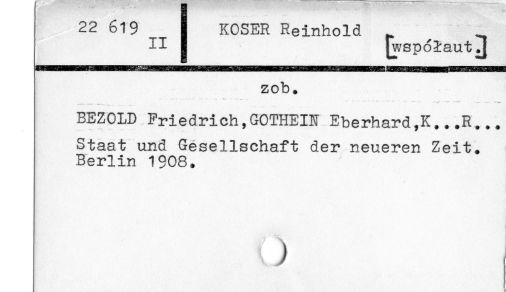 22 619
II
KOSER Reinhold
[współaut.]
zob.
BEZOLD Friedrich,GOTHEIN Eberhard,K...R...
Staat und Gesellschaft der neueren Zeit.
Berlin 1908.